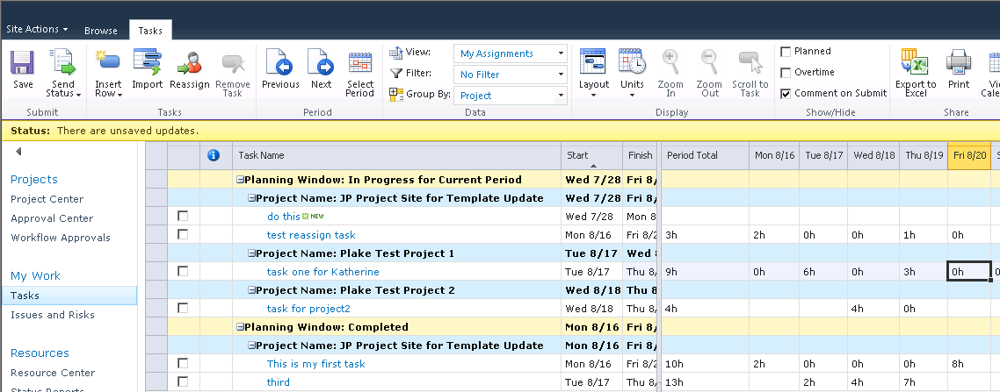 Site Actions Browse Tasks
Save Send Status Insert Row Import Reassign Remove Task Previous Next Select Period View: My Assignments Filter: No Filter Group By: Project Layout Units Zoom In Zoom Out Scroll to Task Planned Overtime Comment on Submit Export to Excel Print
Submit Tasks Period Data Display Show/Hide Share
Status: There are unsaved updates.
Projects
Project Center
Approval Center
Workflow Approvals
My Work
Tasks
Issues and Risks
Resources
Resource Center
Status Reports
Task Name Start Finish Period Total Mon 8/16 Tue 8/17 Wed 8/18 Thu 8/19 Fri 8/20
Planning Window: In Progress for Current Period Wed 7/28 Fri 8/
Project Name: JP Project Site for Template Update Wed 7/28 Fri 8/
do this NEW Wed 7/28 Mon 8
test reassign task Mon 8/16 Fri 8/2 3h 2h 0h 0h 1h 0h
Project Name: Plake Test Project 1 Tue 8/17 Wed 8
task one for Katherine Tue 8/17 Thu 8/ 9h 0h 6h 0h 3h 0h
Project Name: Plake Test Project 2 Wed 8/18 Thu 8
task for project2 Wed 8/18 Thu 8/ 4h 4h 0h
Planning Window: Completed Mon 8/16 Fri 8/
Project Name: JP Project Site for Template Update Mon 8/16 Fri 8/
This is my first task Mon 8/16 Fri 8/2 10h 2h 0h 0h 0h 8h
third Tue 8/17 Thu 8/ 13h 2h 4h 7h